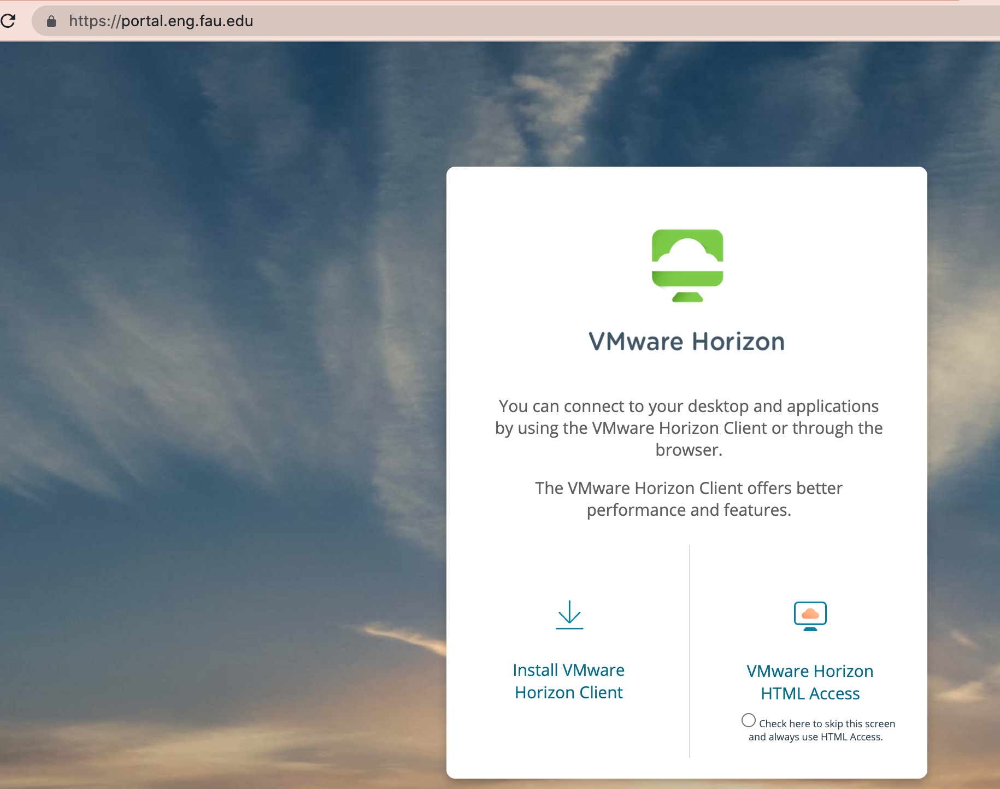 https://portal.eng.fau.edu
VMware Horizon
You can connect to your desktop and applications
by using the VMware Horizon Client or through the
browser.
The VMware Horizon Client offers better
performance and features.
Install VMware
Horizon Client
VMware Horizon
HTML Access
Check here to skip this screen
and always use HTML Access.